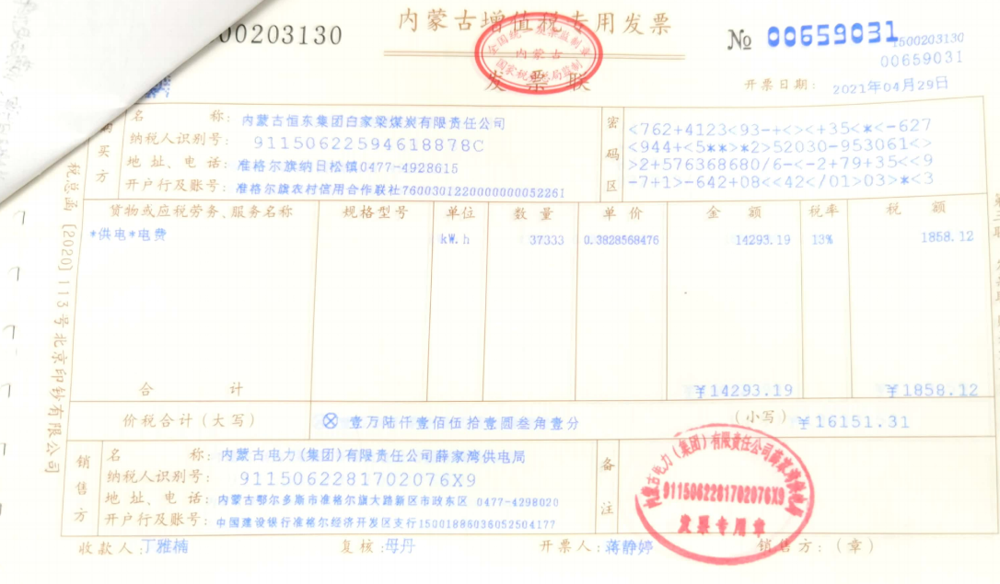 00203130
内蒙古增值税专用发票
№ 00659031
1500203130
00659031
全国统一发票监制章
内蒙古
国家税务总局监制
发票联
开票日期: 2021年04月29日
税总函〔2020〕113号北京印钞有限公司
购买方
名称: 内蒙古恒东集团白家梁煤炭有限责任公司
纳税人识别号: 91150622594618878C
地址、电话: 准格尔旗纳日松镇0477-4928615
开户行及账号: 准格尔旗农村信用合作联社7600301220000000052261
密码区
<762+4123<93-+<><+35<*<-627
<944+<5**>*2>52030-953061<>
>2+576368680/6-<-2+79+35<<9
-7+1>-642+08<<42</01>03>*<3
货物或应税劳务、服务名称 规格型号 单位 数量 单价 金额 税率 税额
*供电*电费 kW.h 37333 0.3828568476 14293.19 13% 1858.12
合计 ¥14293.19 ¥1858.12
价税合计(大写) ⊗壹万陆仟壹佰伍拾壹圆叁角壹分 (小写) ¥16151.31
销售方
名称: 内蒙古电力(集团)有限责任公司薛家湾供电局
纳税人识别号: 9115062281702076X9
地址、电话: 内蒙古鄂尔多斯市准格尔旗大路新区市政东区 0477-4298020
开户行及账号: 中国建设银行准格尔经济开发区支行15001886036052504177
备注
内蒙古电力(集团)有限责任公司薛家湾供电局
9115062281702076X9
发票专用章
收款人: 丁雅楠 复核: 母丹 开票人: 蒋静婷 销售方:(章)